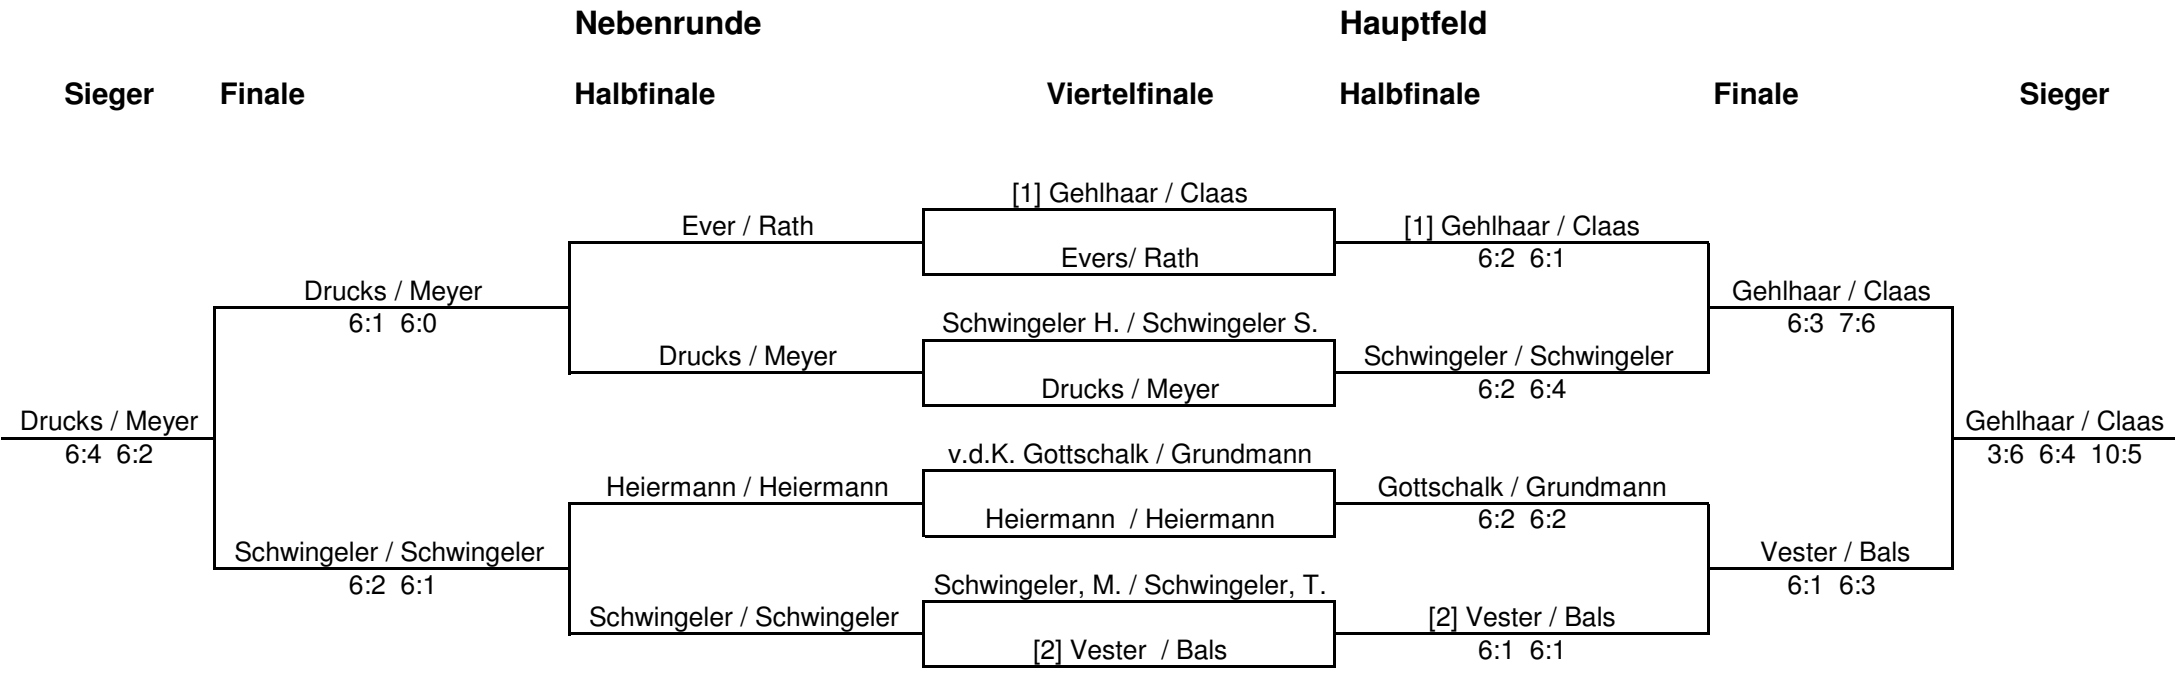 Nebenrunde Hauptfeld
Sieger Finale Halbfinale Viertelfinale Halbfinale Finale Sieger
[1] Gehlhaar / Claas
Ever / Rath [1] Gehlhaar / Claas
Evers/ Rath 6:2 6:1
Drucks / Meyer Gehlhaar / Claas
6:1 6:0 Schwingeler H. / Schwingeler S. 6:3 7:6
Drucks / Meyer Schwingeler / Schwingeler
Drucks / Meyer 6:2 6:4
Drucks / Meyer Gehlhaar / Claas
6:4 6:2 v.d.K. Gottschalk / Grundmann 3:6 6:4 10:5
Heiermann / Heiermann Gottschalk / Grundmann
Heiermann / Heiermann 6:2 6:2
Schwingeler / Schwingeler Vester / Bals
6:2 6:1 Schwingeler, M. / Schwingeler, T. 6:1 6:3
Schwingeler / Schwingeler [2] Vester / Bals
[2] Vester / Bals 6:1 6:1